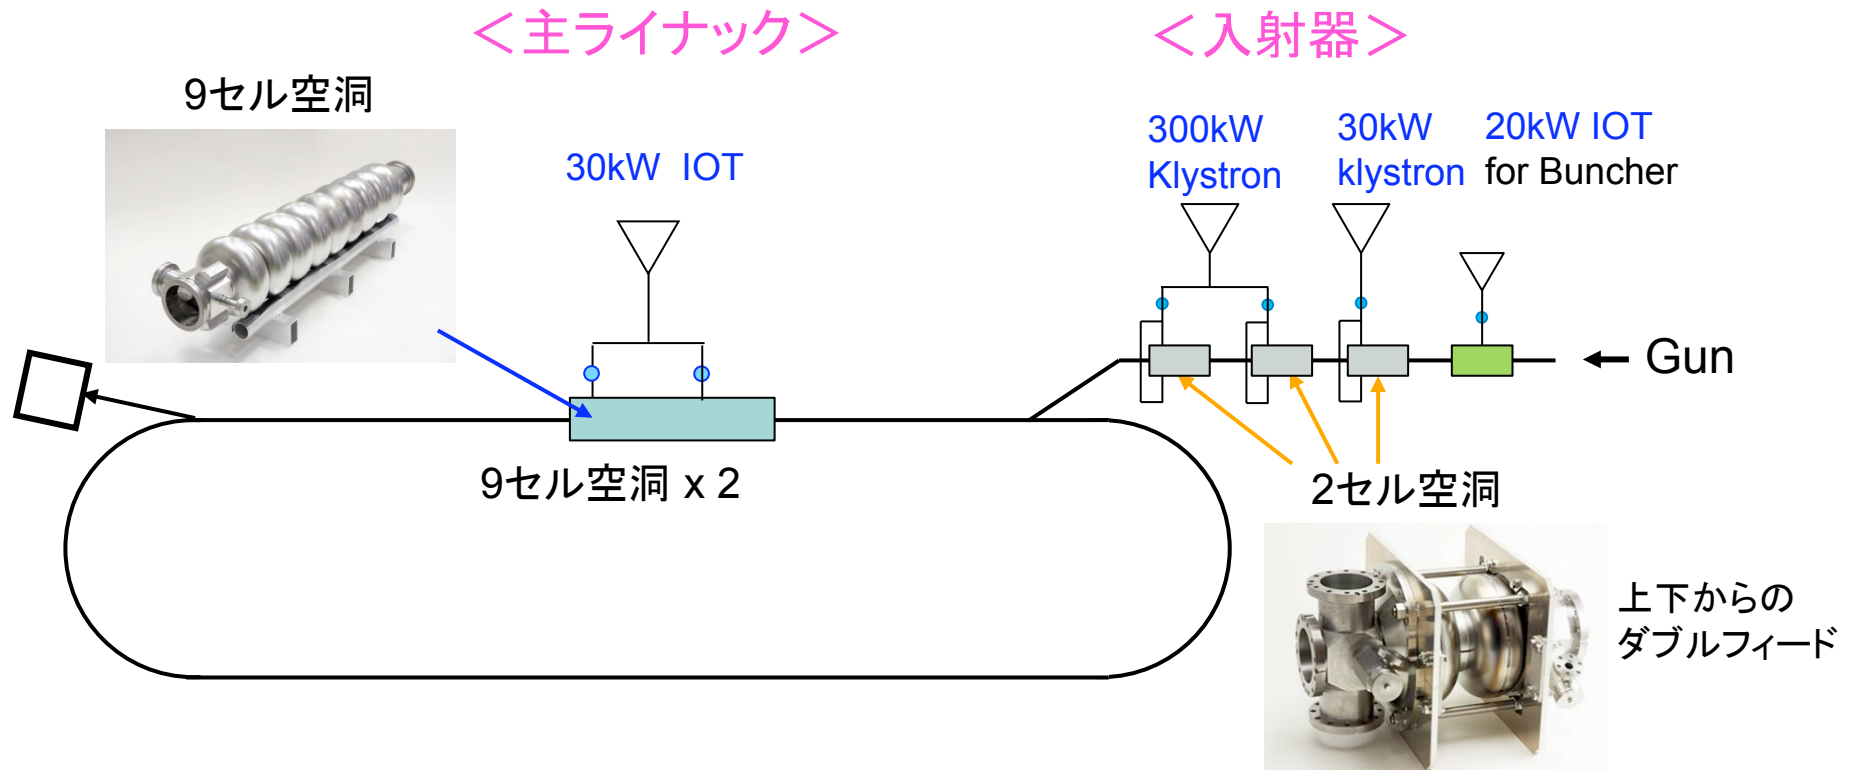 ＜主ライナック＞
＜入射器＞
9セル空洞
30kW  IOT
300kW
Klystron
30kW
klystron
20kW IOT
for Buncher
Gun
9セル空洞 x 2
2セル空洞
上下からの
ダブルフィード